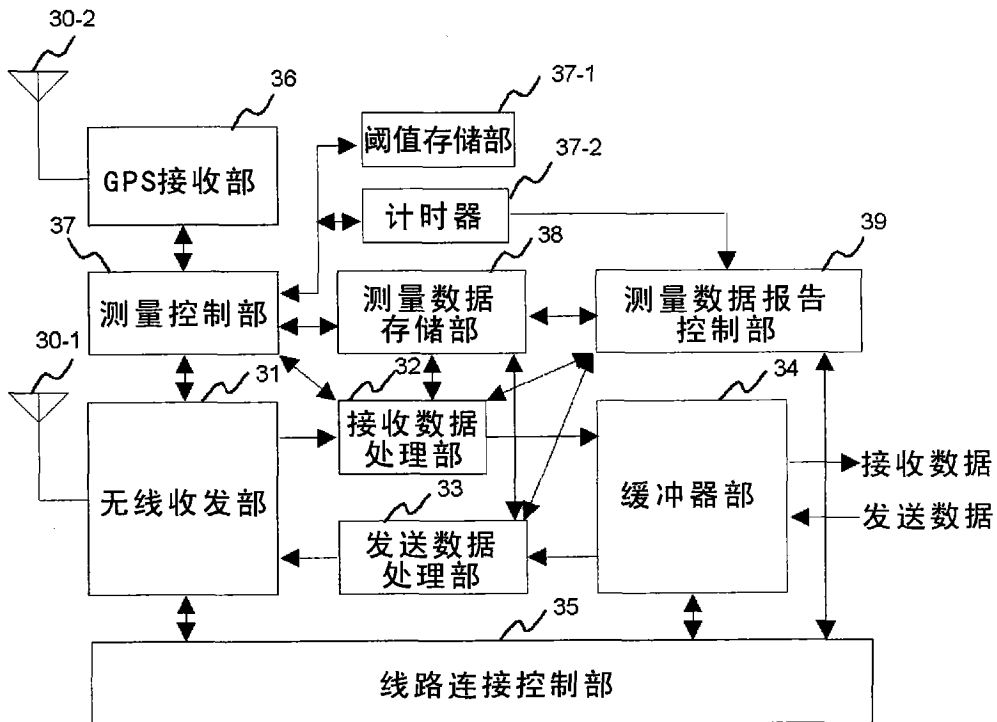 30-2
36
37-1
阈值存储部
GPS接收部
37-2
计时器
37
38
39
测量控制部
测量数据
存储部
测量数据报告
控制部
30-1
31
32
34
接收数据
处理部
无线收发部
缓冲器部
接收数据
发送数据
33
发送数据
处理部
35
线路连接控制部